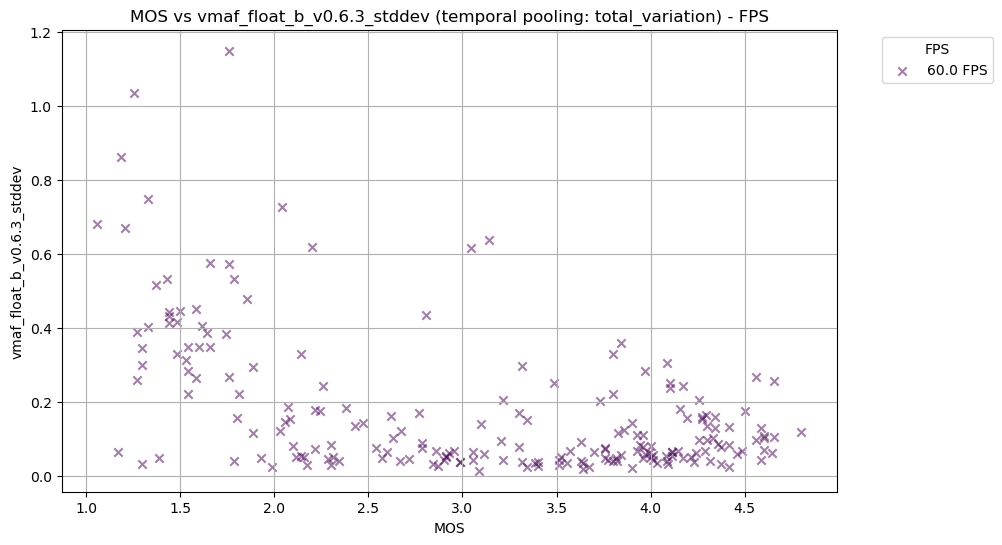 MOS vs vmaf_float_b_v0.6.3_stddev (temporal pooling: total_variation) - FPS
FPS
60.0 FPS
vmaf_float_b_v0.6.3_stddev
1.2
1.0
0.8
0.6
0.4
0.2
0.0
1.0 1.5 2.0 2.5 3.0 3.5 4.0 4.5
MOS